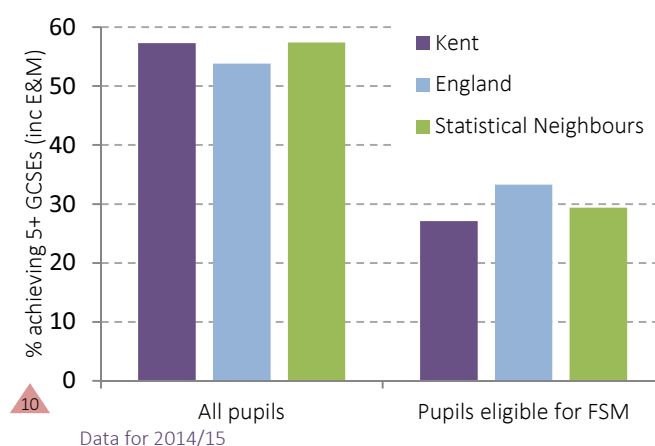 % achieving 5+ GCSEs (inc E&M)
60
50
40
30
20
10
0
Kent
England
Statistical Neighbours
All pupils
Pupils eligible for FSM
10
Data for 2014/15